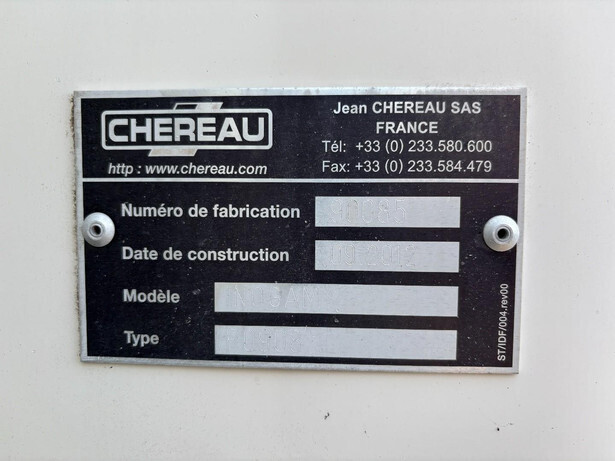 CHEREAU
http : www.chereau.com
Jean CHEREAU SAS
FRANCE
Tél: +33 (0) 233.580.600
Fax: +33 (0) 233.584.479
Numéro de fabrication
Date de construction
Modèle
Type
ST/IDF/004.rev00